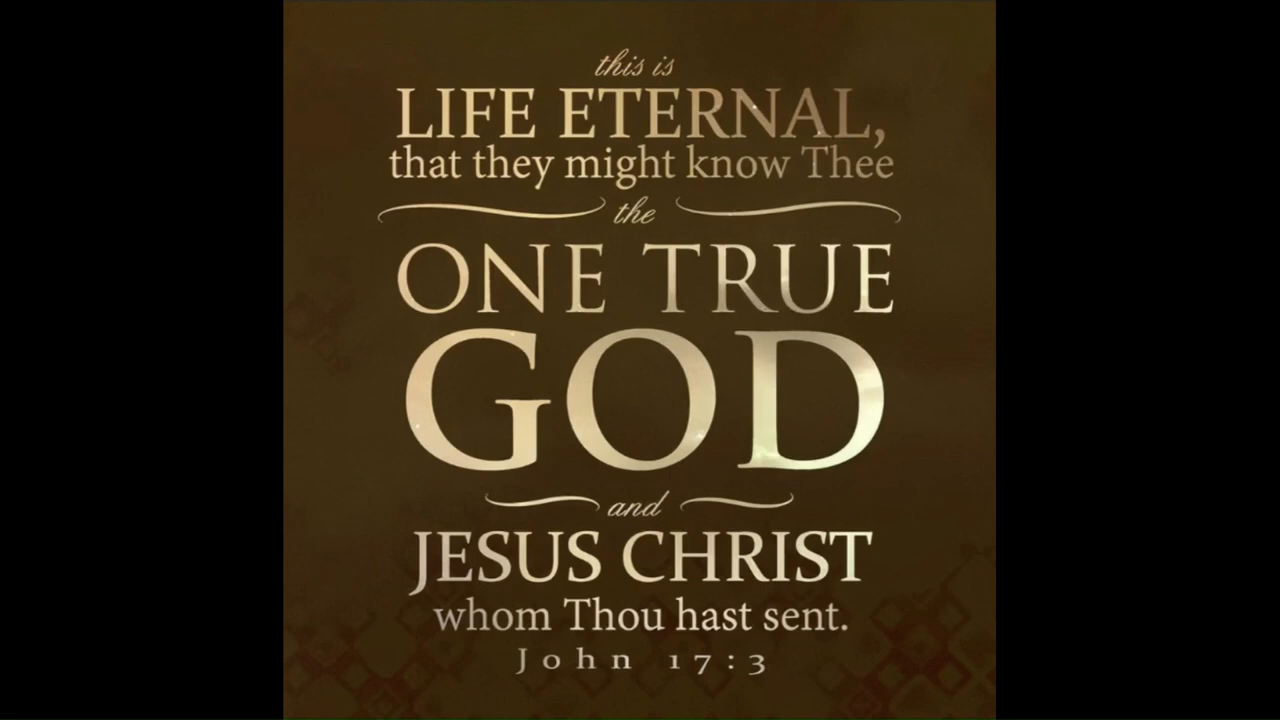 this is
LIFE ETERNAL,
that they might know Thee
the
ONE TRUE
GOD
and
JESUS CHRIST
whom Thou hast sent.
John 17:3